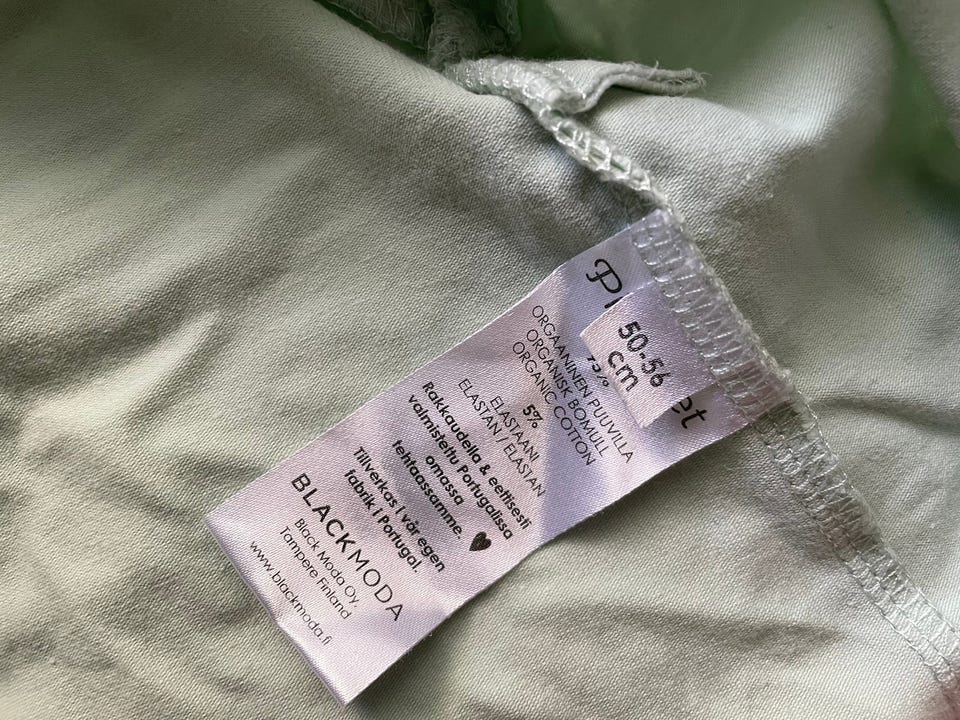 50-56
cm
ORGAANINEN PUUVILLA
ORGANISK BOMULL
ORGANIC COTTON
5%
ELASTAANI
ELASTAN / ELASTAN
Rakkaudella & eettisesti
valmistettu Portugalissa
omassa
tehtaassamme.
Tillverkas i vår egen
fabrik i Portugal.
BLACKMODA
Black Moda Oy,
Tampere Finland
www.blackmoda.fi